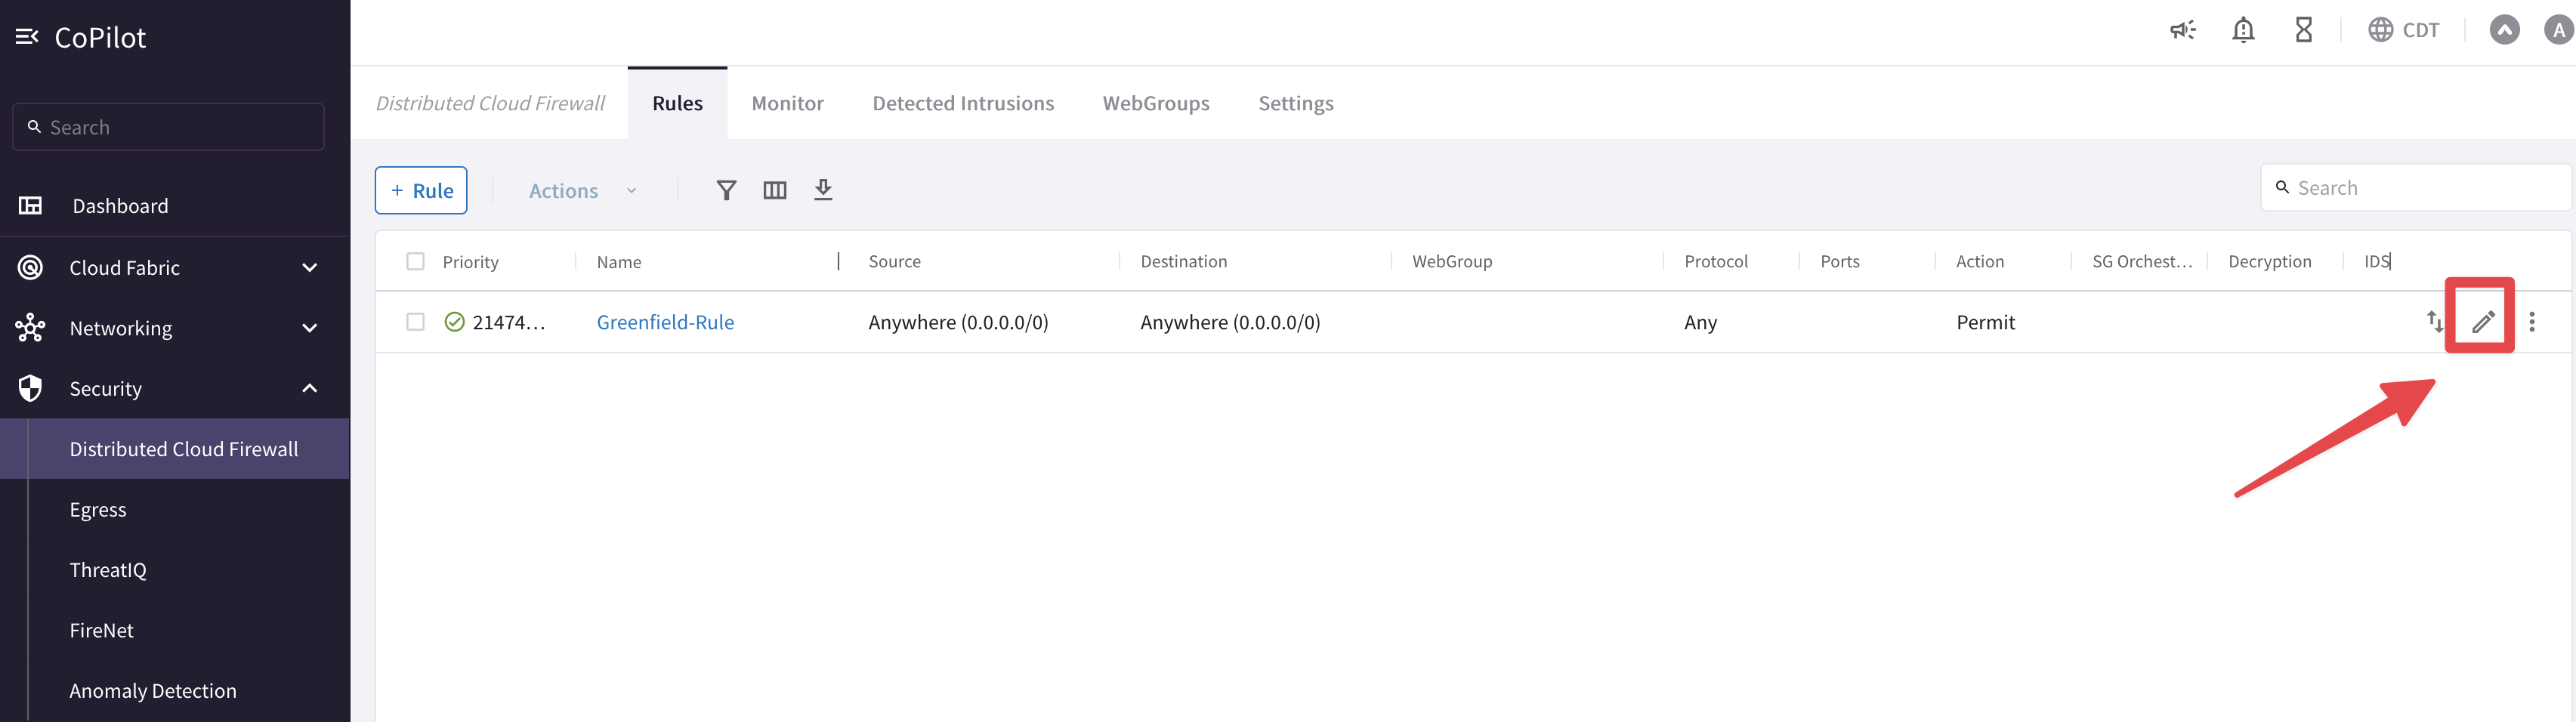 CoPilot
Search
Dashboard
Cloud Fabric
Networking
Security
Distributed Cloud Firewall
Egress
ThreatIQ
FireNet
Anomaly Detection
CDT
A
Distributed Cloud Firewall Rules Monitor Detected Intrusions WebGroups Settings
+ Rule Actions
Search
Priority Name Source Destination WebGroup Protocol Ports Action SG Orchest... Decryption IDS
21474... Greenfield-Rule Anywhere (0.0.0.0/0) Anywhere (0.0.0.0/0) Any Permit